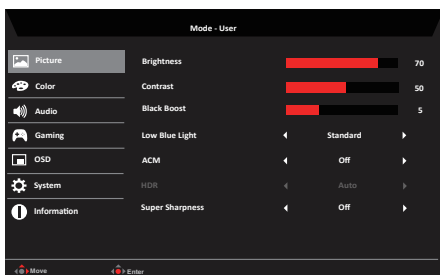 Mode - User
Picture
Brightness 70
Color
Contrast 50
Audio
Black Boost 5
Gaming
Low Blue Light Standard
OSD
ACM Off
System
HDR Auto
Information
Super Sharpness Off
Move Enter